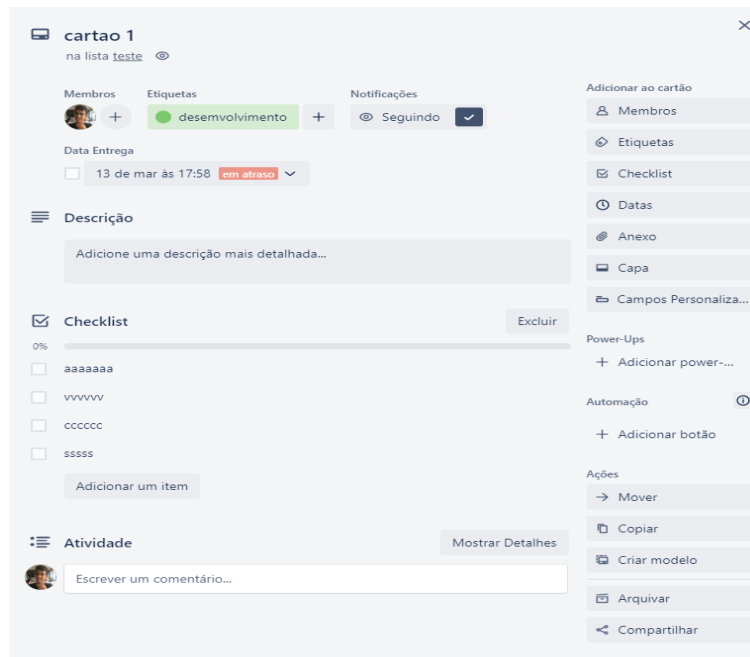 cartao 1
na lista teste
Membros
Etiquetas
Notificações
desenvolvimento
Seguindo
Data Entrega
13 de mar às 17:58 em atraso
Descrição
Adicione uma descrição mais detalhada...
Checklist
Excluir
0%
aaaaaaa
vvvvvv
cccccc
sssss
Adicionar um item
Atividade
Mostrar Detalhes
Escrever um comentário...
Adicionar ao cartão
Membros
Etiquetas
Checklist
Datas
Anexo
Capa
Campos Personaliza...
Power-Ups
+ Adicionar power-...
Automação
+ Adicionar botão
Ações
Mover
Copiar
Criar modelo
Arquivar
Compartilhar